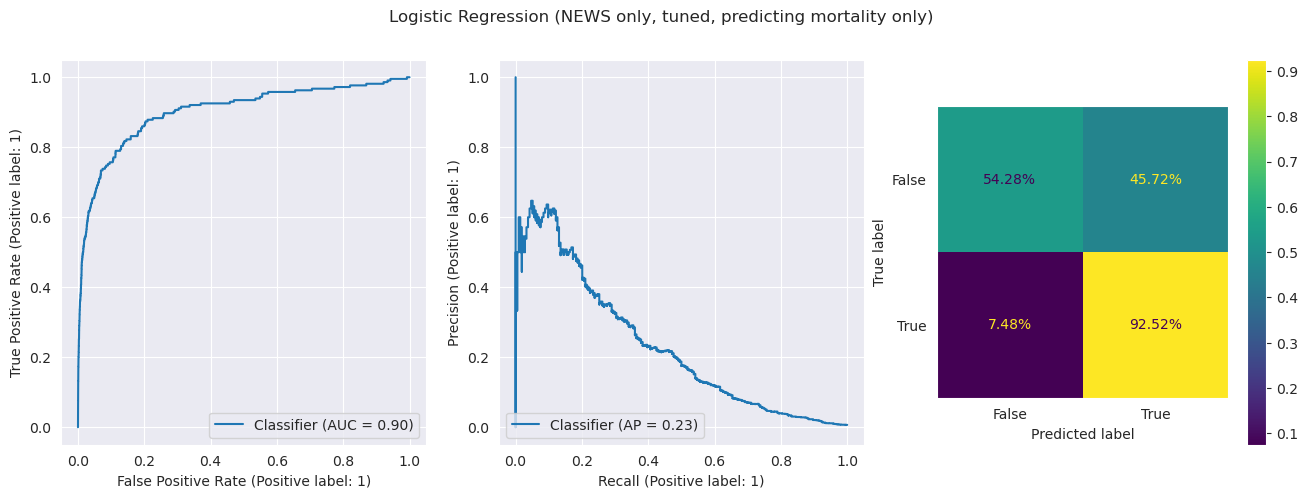 Logistic Regression (NEWS only, tuned, predicting mortality only)
True Positive Rate (Positive label: 1)
1.0
0.8
0.6
0.4
0.2
0.0
Classifier (AUC = 0.90)
0.0 0.2 0.4 0.6 0.8 1.0
False Positive Rate (Positive label: 1)
Precision (Positive label: 1)
1.0
0.8
0.6
0.4
0.2
0.0
Classifier (AP = 0.23)
0.0 0.2 0.4 0.6 0.8 1.0
Recall (Positive label: 1)
True label
False
54.28% 45.72%
True
7.48% 92.52%
False True
Predicted label
0.9
0.8
0.7
0.6
0.5
0.4
0.3
0.2
0.1